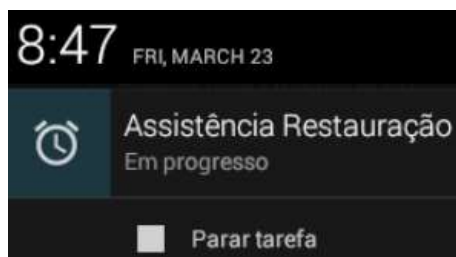 8:47 FRI, MARCH 23
Assistência Restauração
Em progresso
Parar tarefa